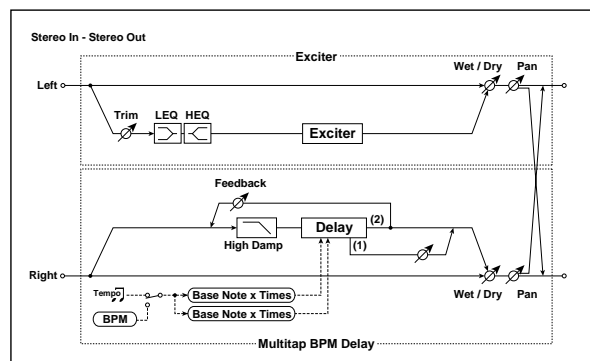 Stereo In - Stereo Out
Exciter
Wet / Dry Pan
Left
Trim LEQ HEQ
Exciter
Feedback
Delay (2)
High Damp (1)
Right
Tempo Base Note x Times Wet / Dry Pan
BPM Base Note x Times
Multitap BPM Delay